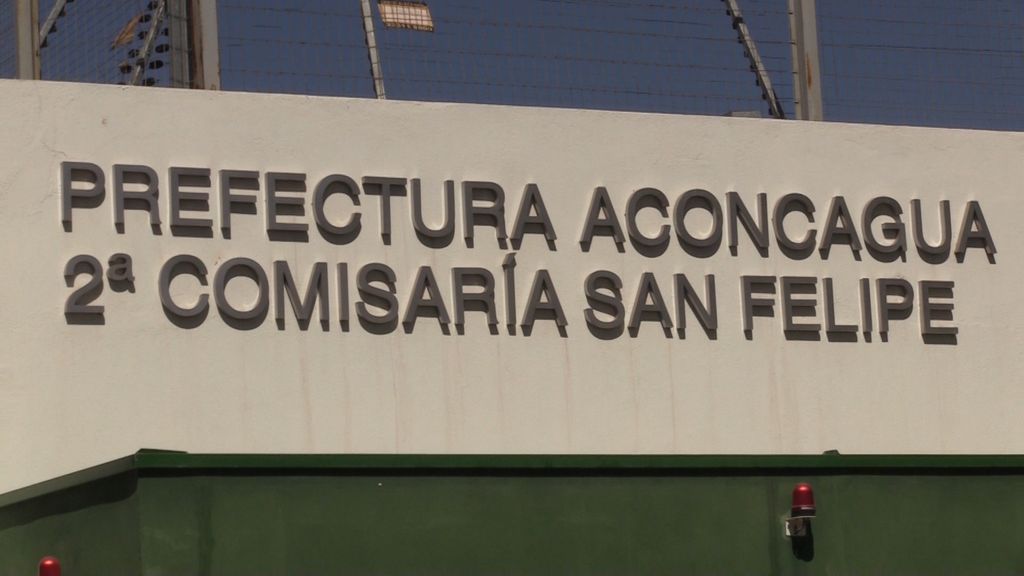 PREFECTURA ACONCAGUA
2ª COMISARÍA SAN FELIPE